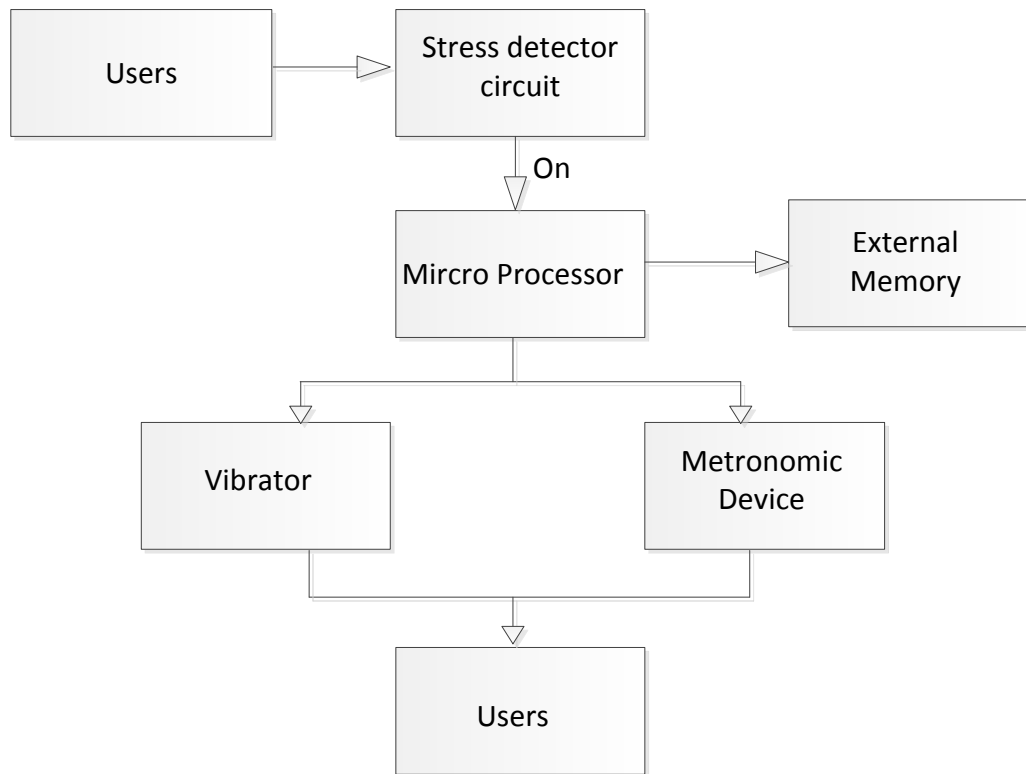 Users
Stress detector
circuit
On
Mircro Processor
External
Memory
Vibrator
Metronomic
Device
Users